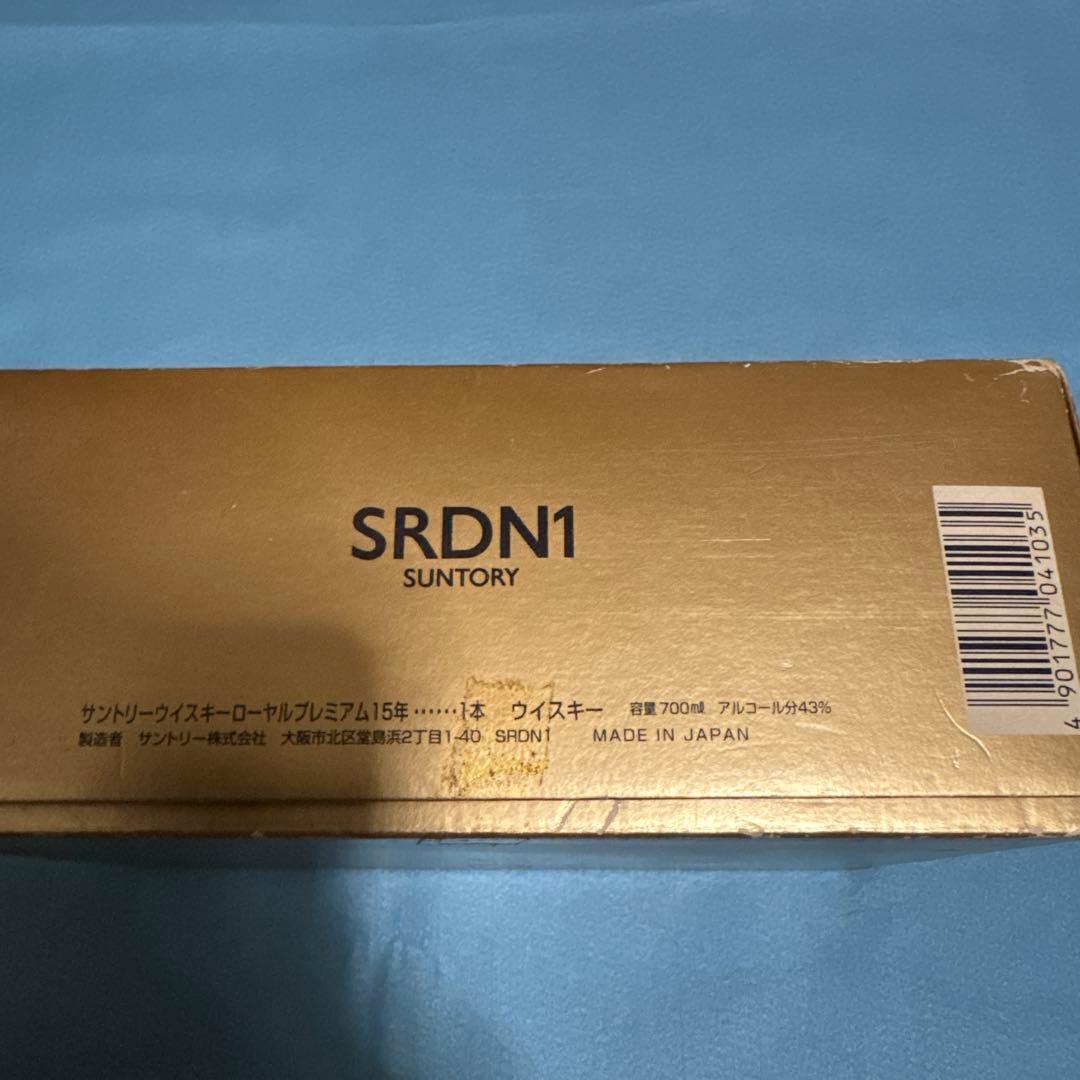 SRDN1
SUNTORY
サントリーウイスキーローヤルプレミアム15年……1本 ウイスキー 容量700㎖ アルコール分43%
製造者 サントリー株式会社 大阪市北区堂島浜2丁目1-40 SRDN1 MADE IN JAPAN
4 901777 041035